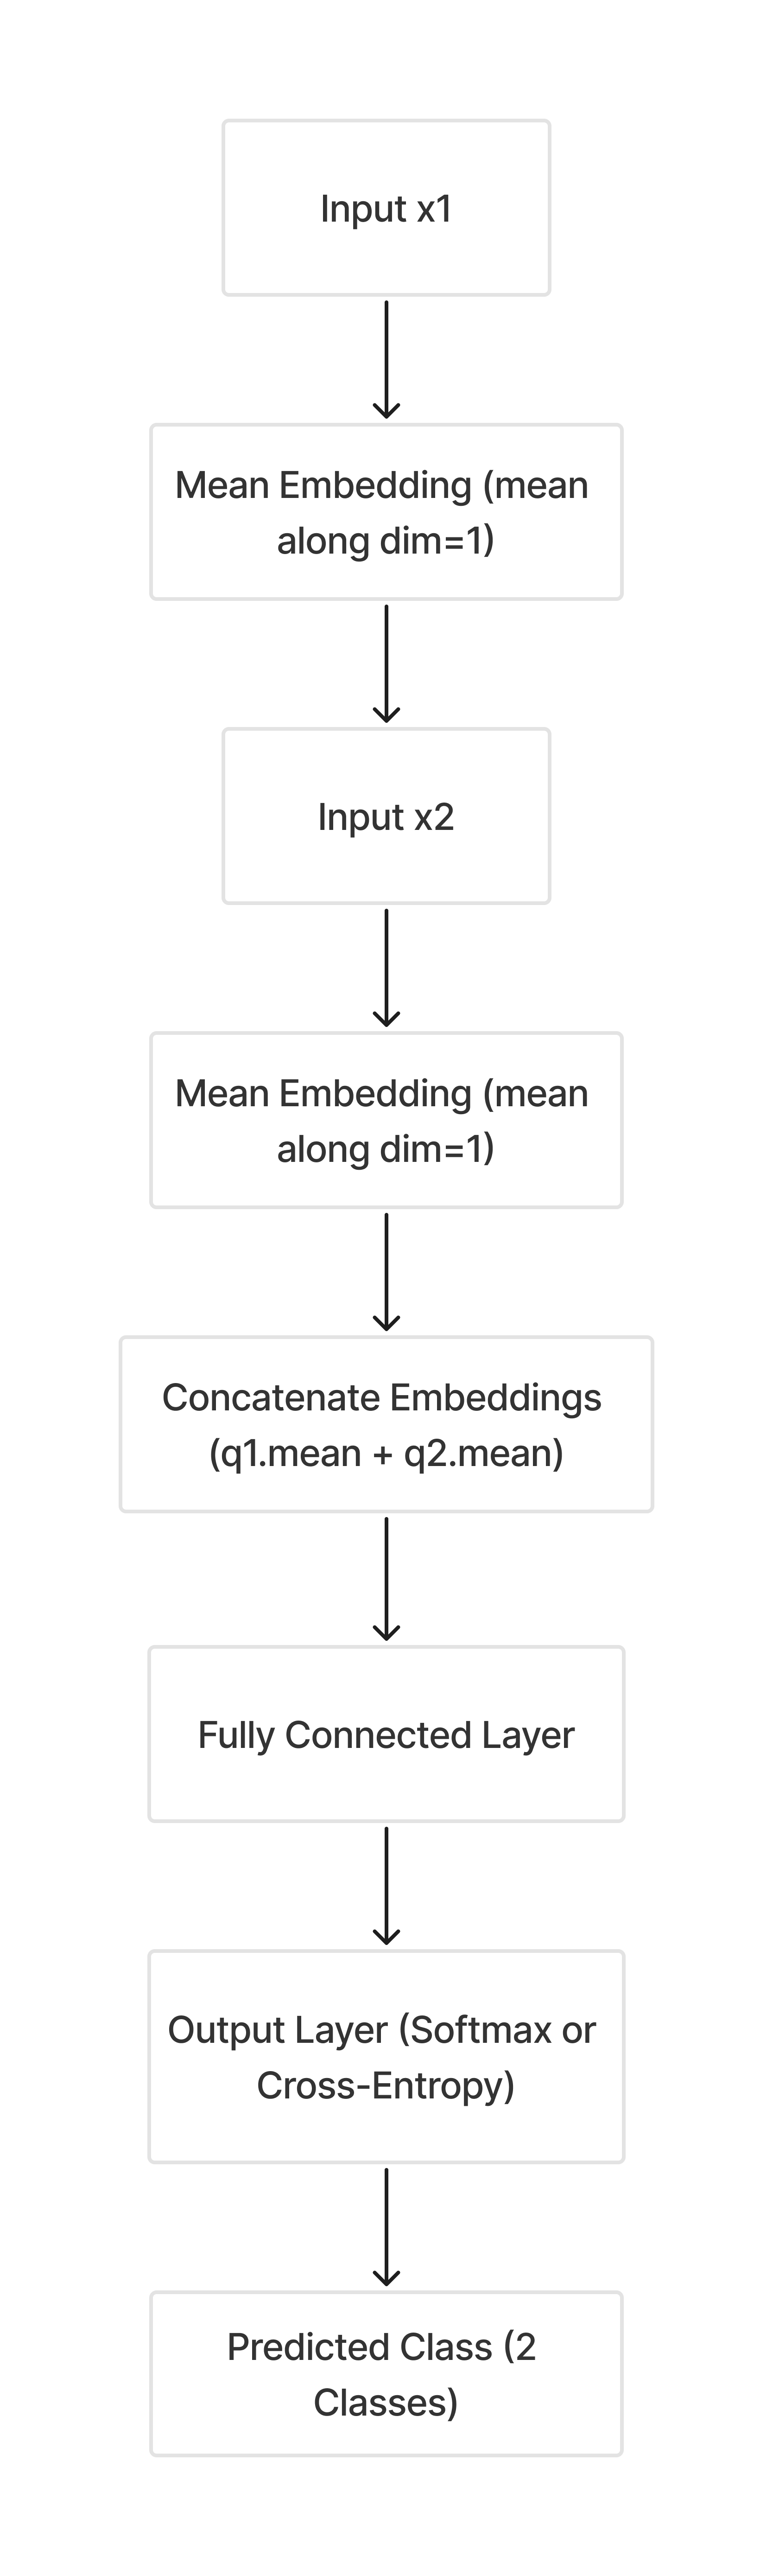 Input x1
Mean Embedding (mean
along dim=1)
Input x2
Mean Embedding (mean
along dim=1)
Concatenate Embeddings
(q1.mean + q2.mean)
Fully Connected Layer
Output Layer (Softmax or
Cross-Entropy)
Predicted Class (2
Classes)